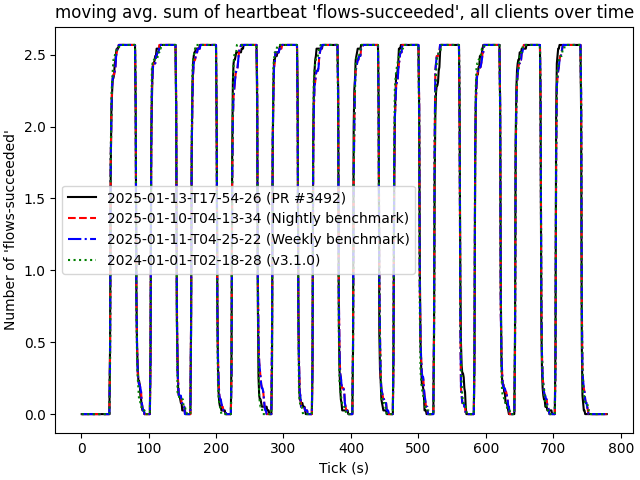 moving avg. sum of heartbeat 'flows-succeeded', all clients over time
2.5
2.0
1.5
1.0
0.5
0.0
Number of 'flows-succeeded'
2025-01-13-T17-54-26 (PR #3492)
2025-01-10-T04-13-34 (Nightly benchmark)
2025-01-11-T04-25-22 (Weekly benchmark)
2024-01-01-T02-18-28 (v3.1.0)
0 100 200 300 400 500 600 700 800
Tick (s)